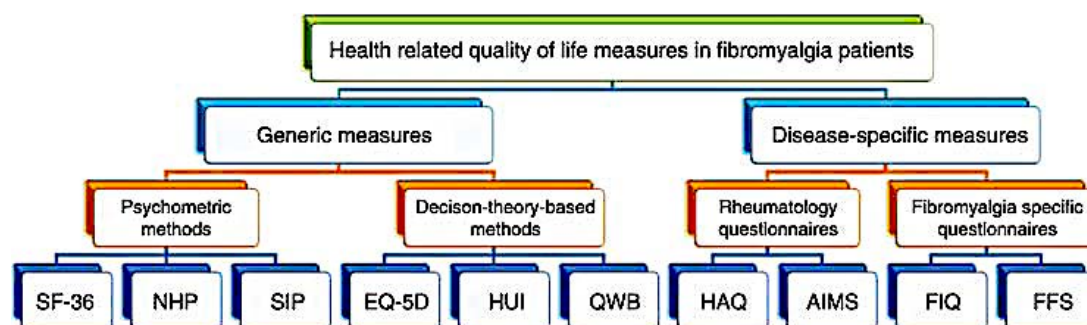 Health related quality of life measures in fibromyalgia patients
Generic measures
Disease-specific measures
Psychometric
methods
Decison-theory-based
methods
Rheumatology
questionnaires
Fibromyalgia specific
questionnaires
SF-36
NHP
SIP
EQ-5D
HUI
QWB
HAQ
AIMS
FIQ
FFS